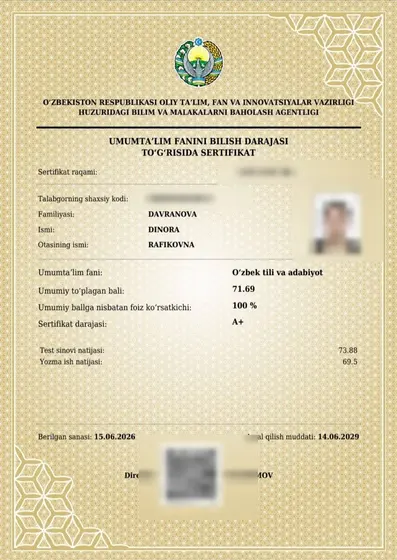 O‘ZBEKISTON RESPUBLIKASI OLIY TA’LIM, FAN VA INNOVATSIYALAR VAZIRLIGI
HUZURIDAGI BILIM VA MALAKALARNI BAHOLASH AGENTLIGI
UMUMTA’LIM FANINI BILISH DARAJASI
TO‘G‘RISIDA SERTIFIKAT
Sertifikat raqami:
Talabgorning shaxsiy kodi:
Familiyasi: DAVRANOVA
Ismi: DINORA
Otasining ismi: RAFIKOVNA
Umumta’lim fani: O‘zbek tili va adabiyot
Umumiy to‘plagan bali: 71.69
Umumiy ballga nisbatan foiz ko‘rsatkichi: 100 %
Sertifikat darajasi: A+
Test sinovi natijasi: 73.88
Yozma ish natijasi: 69.5
Berilgan sanasi: 15.06.2026 qilish muddati: 14.06.2029